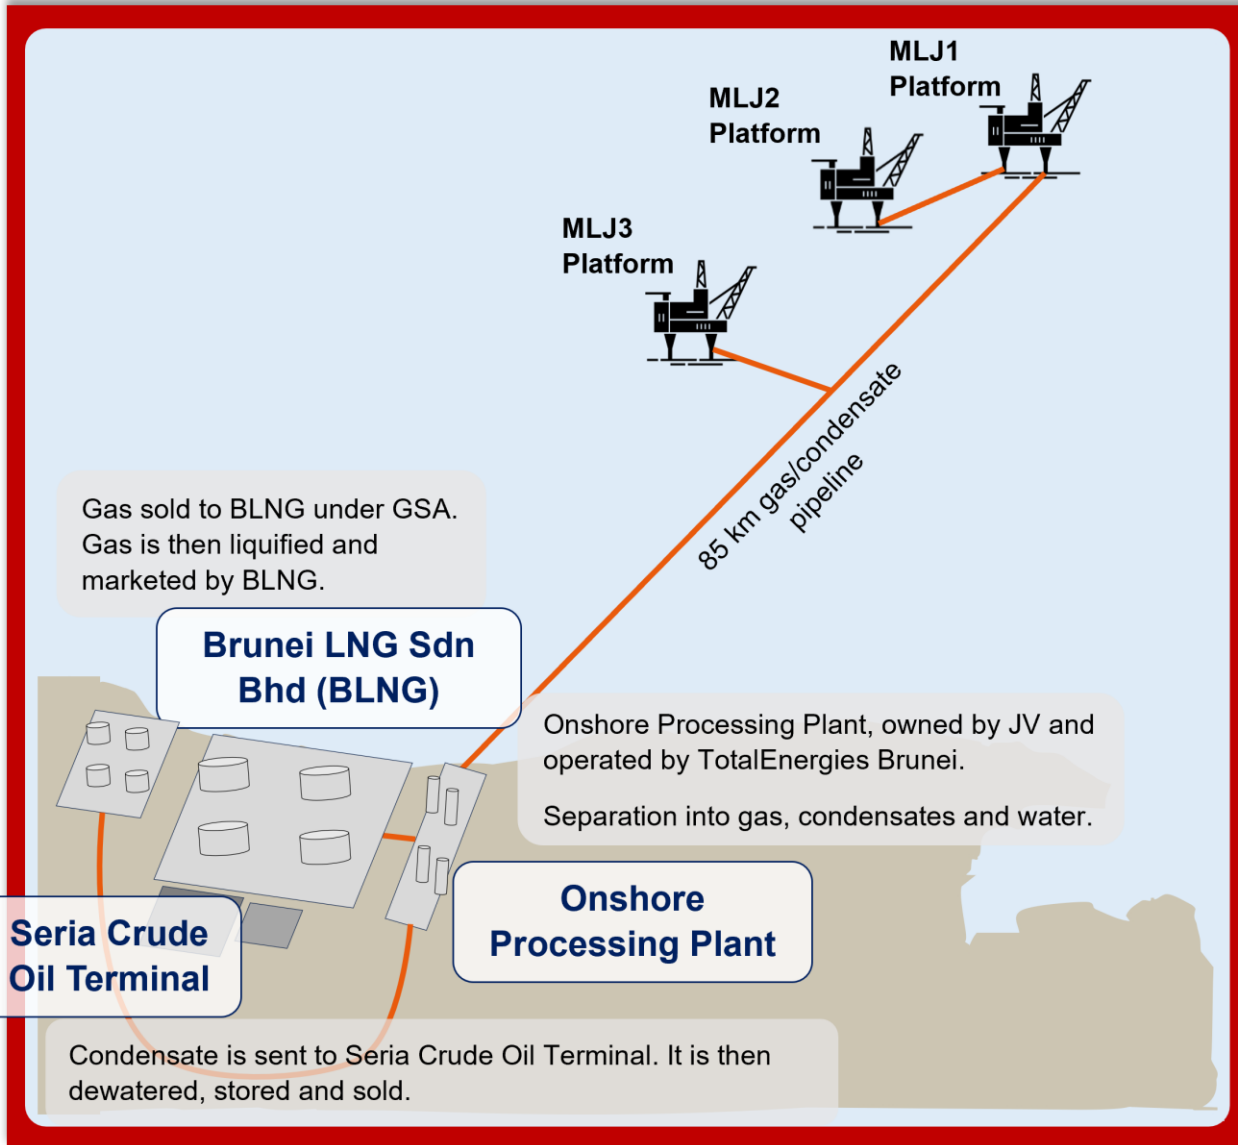 MLJ1
Platform
MLJ2
Platform
MLJ3
Platform
85 km gas/condensate
pipeline
Gas sold to BLNG under GSA.
Gas is then liquified and
marketed by BLNG.
Brunei LNG Sdn
Bhd (BLNG)
Onshore Processing Plant, owned by JV and
operated by TotalEnergies Brunei.
Separation into gas, condensates and water.
Onshore
Processing Plant
Seria Crude
Oil Terminal
Condensate is sent to Seria Crude Oil Terminal. It is then
dewatered, stored and sold.